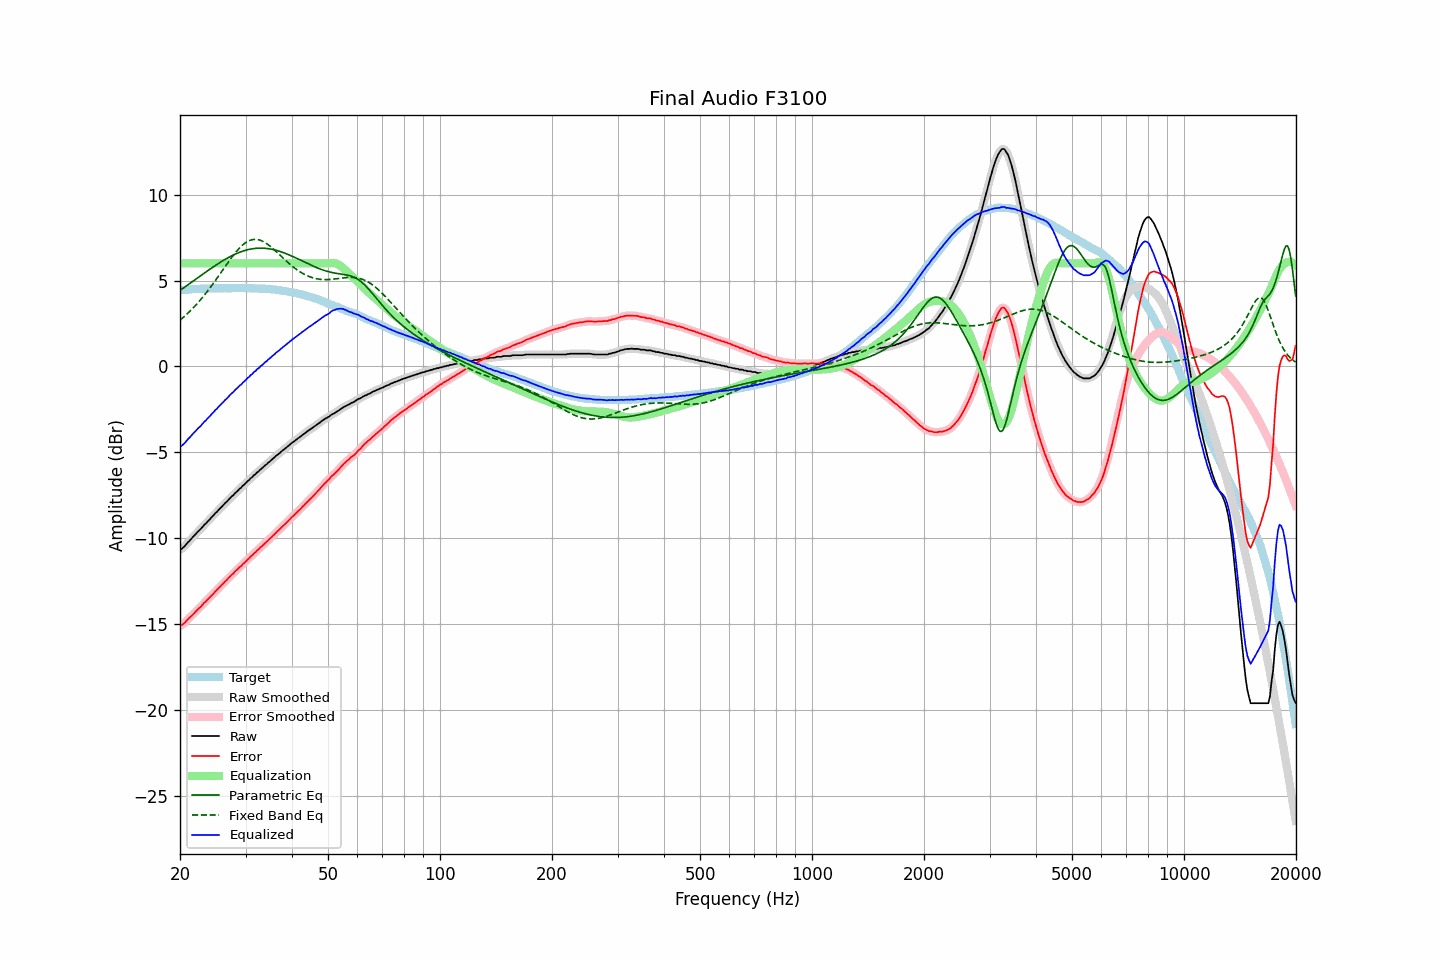 Final Audio F3100
Amplitude (dBr)
10
5
0
−5
−10
−15
−20
−25
Target
Raw Smoothed
Error Smoothed
Raw
Error
Equalization
Parametric Eq
Fixed Band Eq
Equalized
20 50 100 200 500 1000 2000 5000 10000 20000
Frequency (Hz)